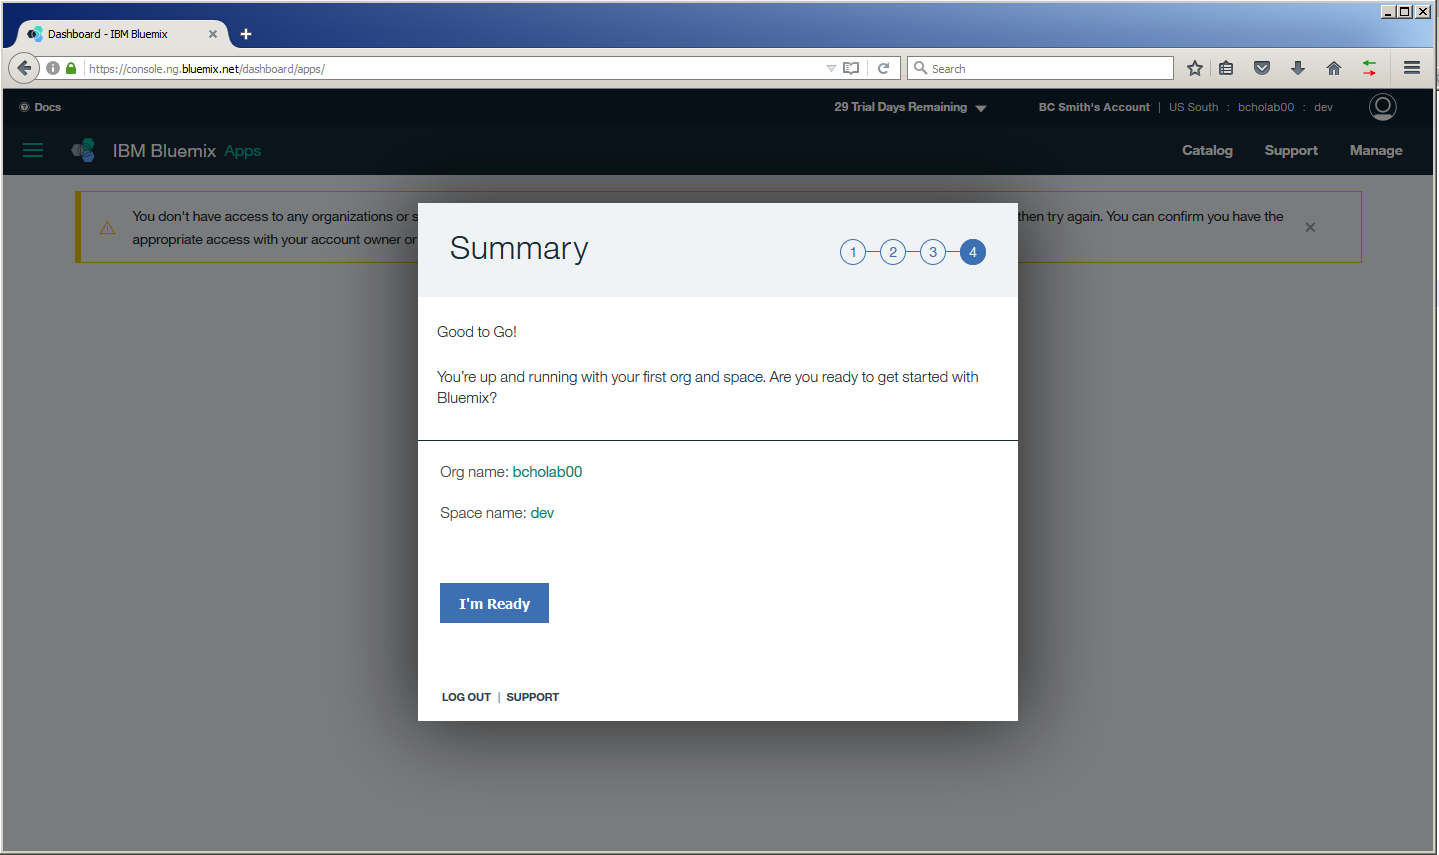 Dashboard - IBM Bluemix
https://console.ng.bluemix.net/dashboard/apps/
Search
Docs
29 Trial Days Remaining
BC Smith's Account | US South : bcholab00 : dev
IBM Bluemix Apps
Catalog
Support
Manage
You don't have access to any organizations or s
then try again. You can confirm you have the
appropriate access with your account owner or
Summary
1
2
3
4
Good to Go!
You're up and running with your first org and space. Are you ready to get started with
Bluemix?
Org name: bcholab00
Space name: dev
I'm Ready
LOG OUT | SUPPORT